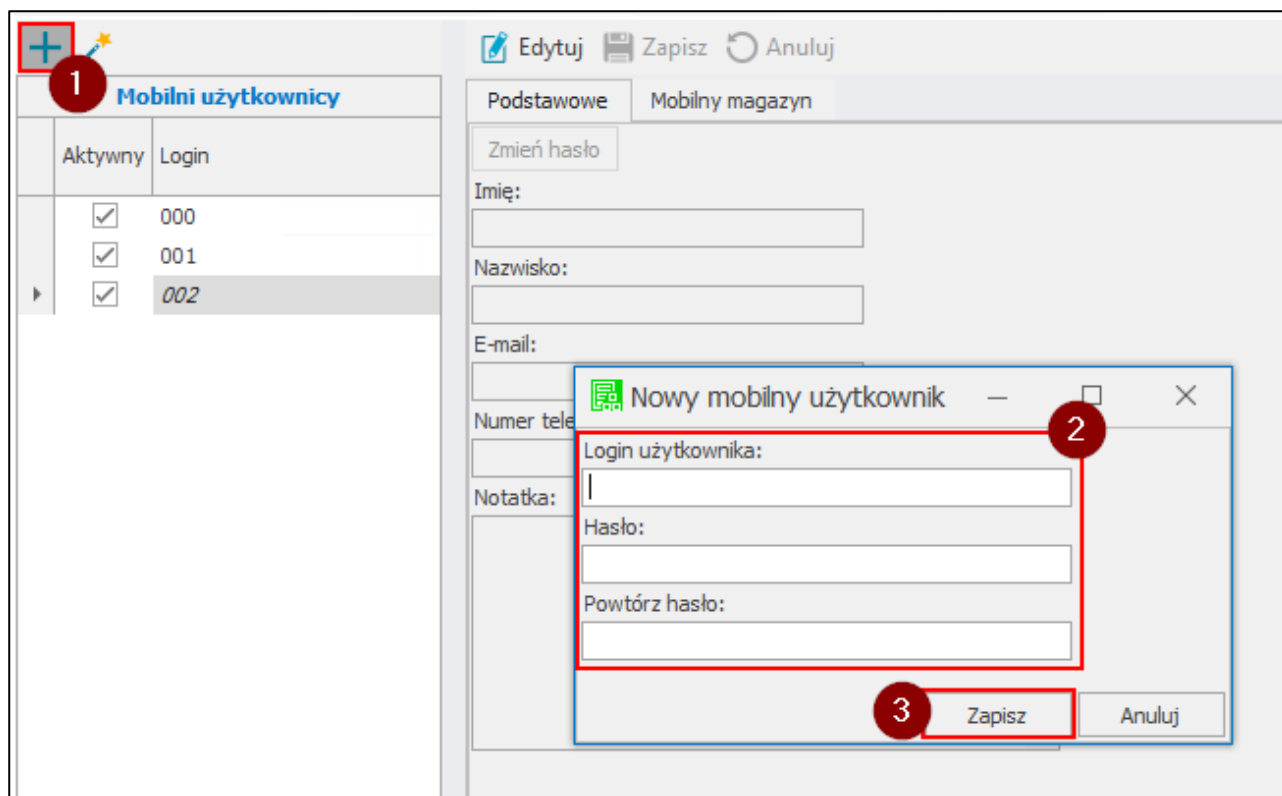 1
Mobilni użytkownicy
Aktywny Login
000
001
002
Edytuj Zapisz Anuluj
Podstawowe Mobilny magazyn
Zmień hasło
Imię:
Nazwisko:
E-mail:
Numer tele
Notatka:
Nowy mobilny użytkownik
2
Login użytkownika:
Hasło:
Powtórz hasło:
3 Zapisz Anuluj